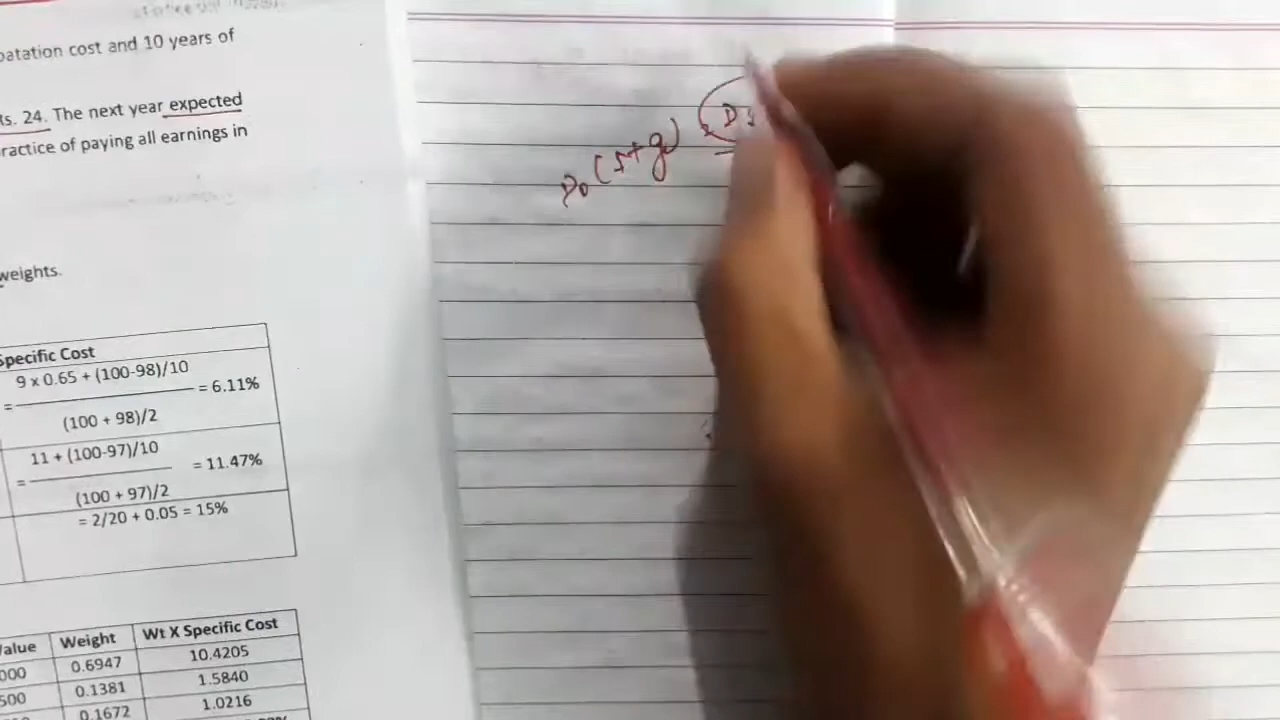 patation cost and 10 years of
ts. 24. The next year expected
ractice of paying all earnings in
weights.
Specific Cost
= 9 x 0.65 + (100-98)/10 = 6.11%
(100 + 98)/2
= 11 + (100-97)/10 = 11.47%
(100 + 97)/2
= 2/20 + 0.05 = 15%
Value Weight Wt X Specific Cost
000 0.6947 10.4205
500 0.1381 1.5840
0.1672 1.0216
D0(1+g) = D1